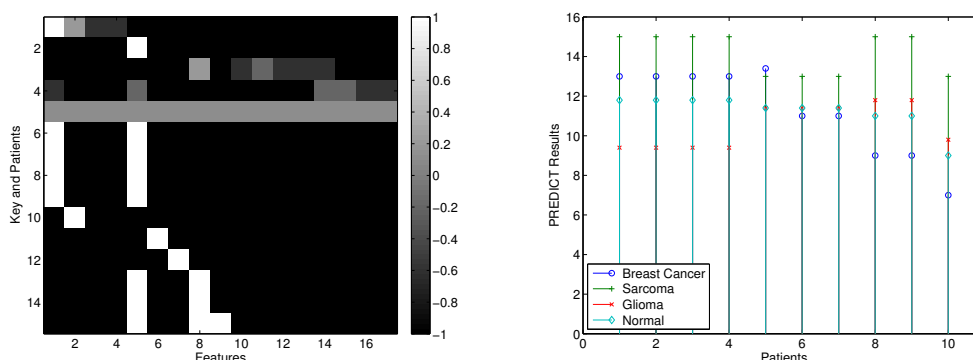 2
4
6
8
10
12
14
Key and Patients
2 4 6 8 10 12 14 16
Features
1
0.8
0.6
0.4
0.2
0
−0.2
−0.4
−0.6
−0.8
−1
16
14
12
10
8
6
4
2
0
PREDICT Results
Breast Cancer
Sarcoma
Glioma
Normal
0 2 4 6 8 10
Patients